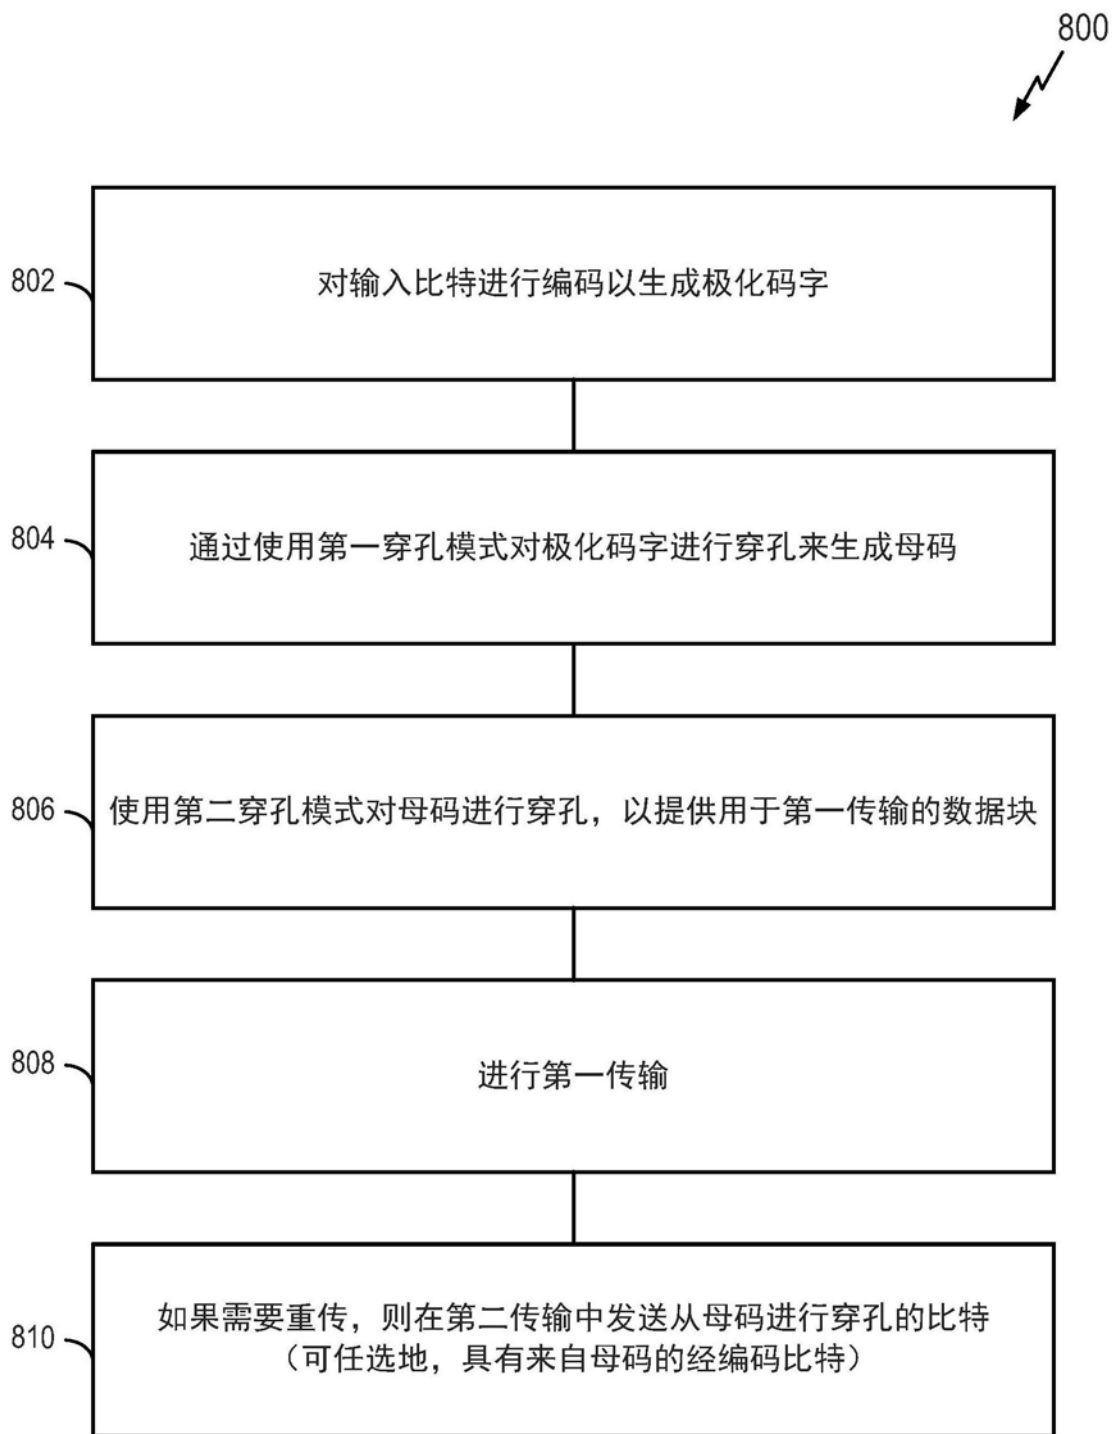 800
802
对输入比特进行编码以生成极化码字
804
通过使用第一穿孔模式对极化码字进行穿孔来生成母码
806
使用第二穿孔模式对母码进行穿孔，以提供用于第一传输的数据块
808
进行第一传输
810
如果需要重传，则在第二传输中发送从母码进行穿孔的比特
（可任选地，具有来自母码的经编码比特）